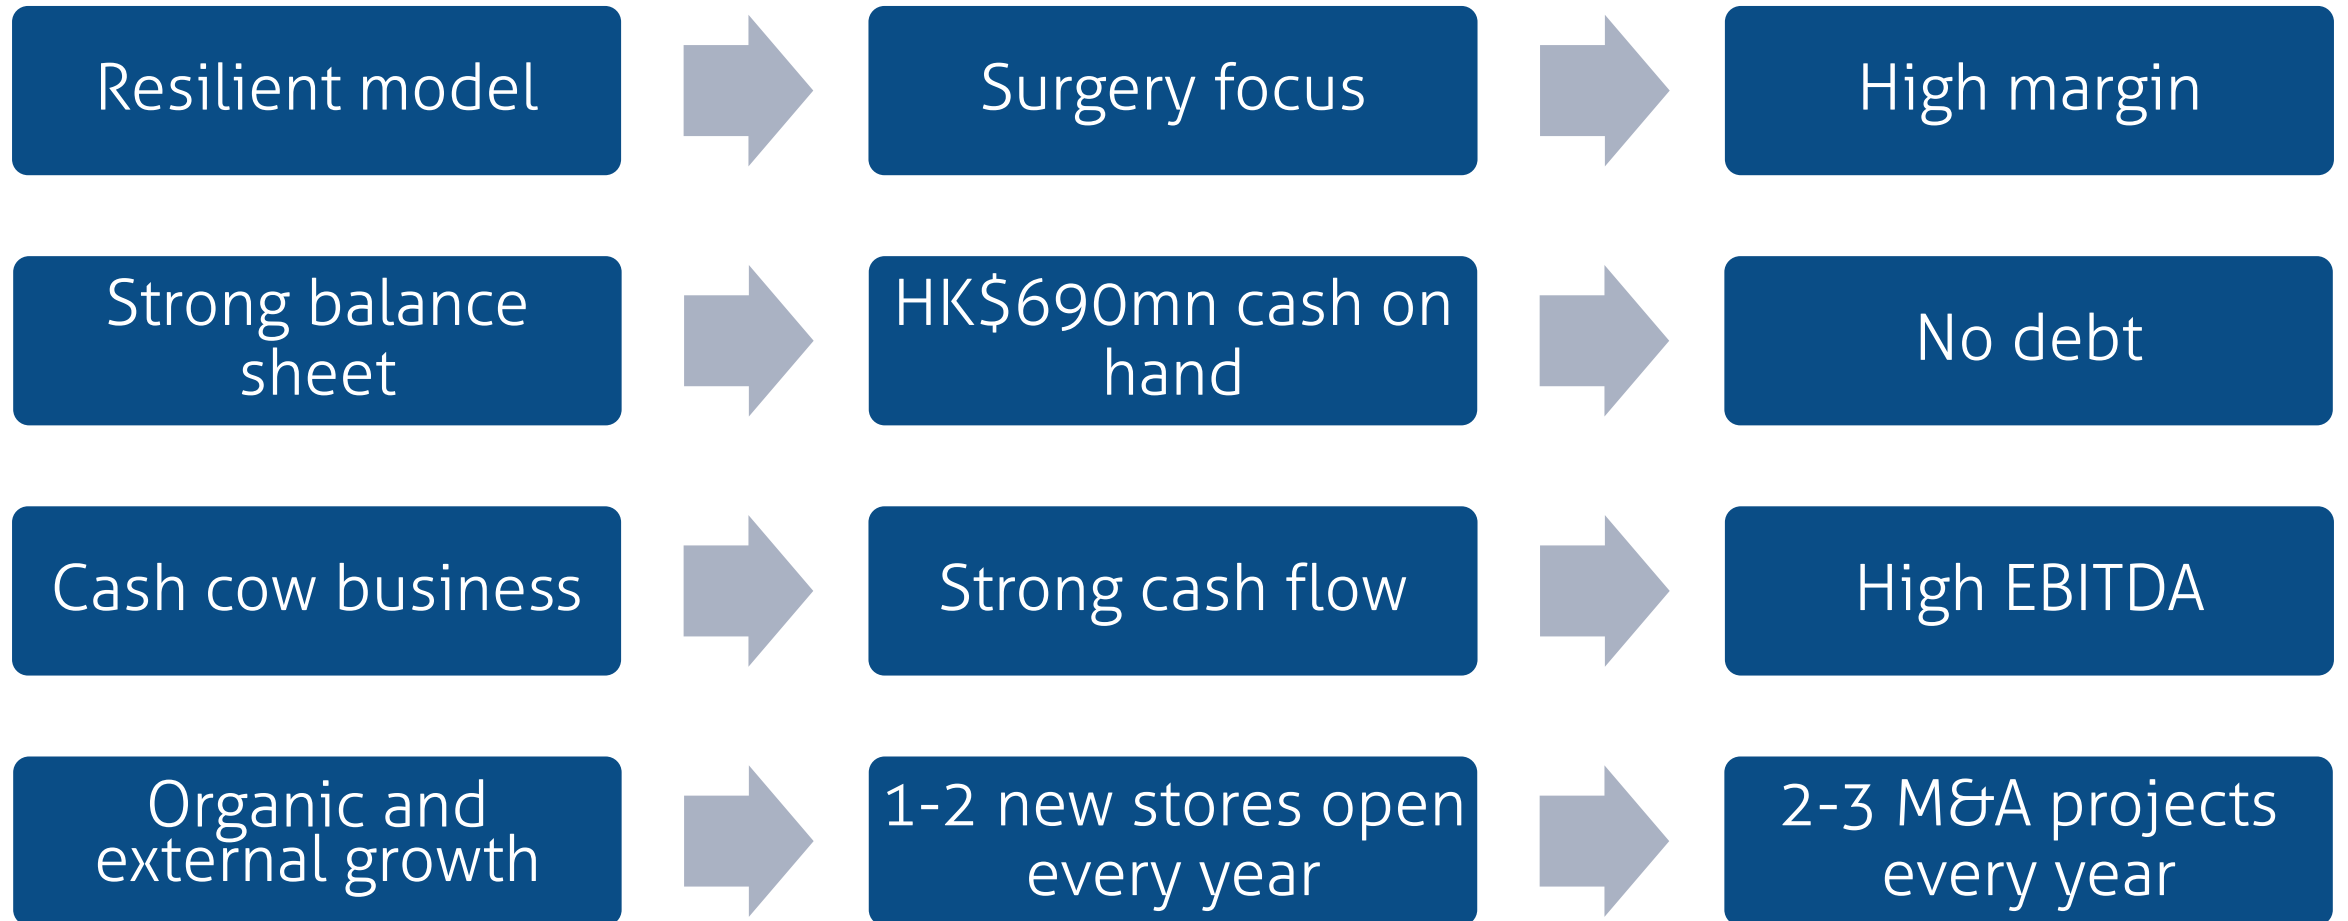 Resilient model
Surgery focus
High margin
Strong balance
sheet
HK$690mn cash on
hand
No debt
Cash cow business
Strong cash flow
High EBITDA
Organic and
external growth
1-2 new stores open
every year
2-3 M&A projects
every year